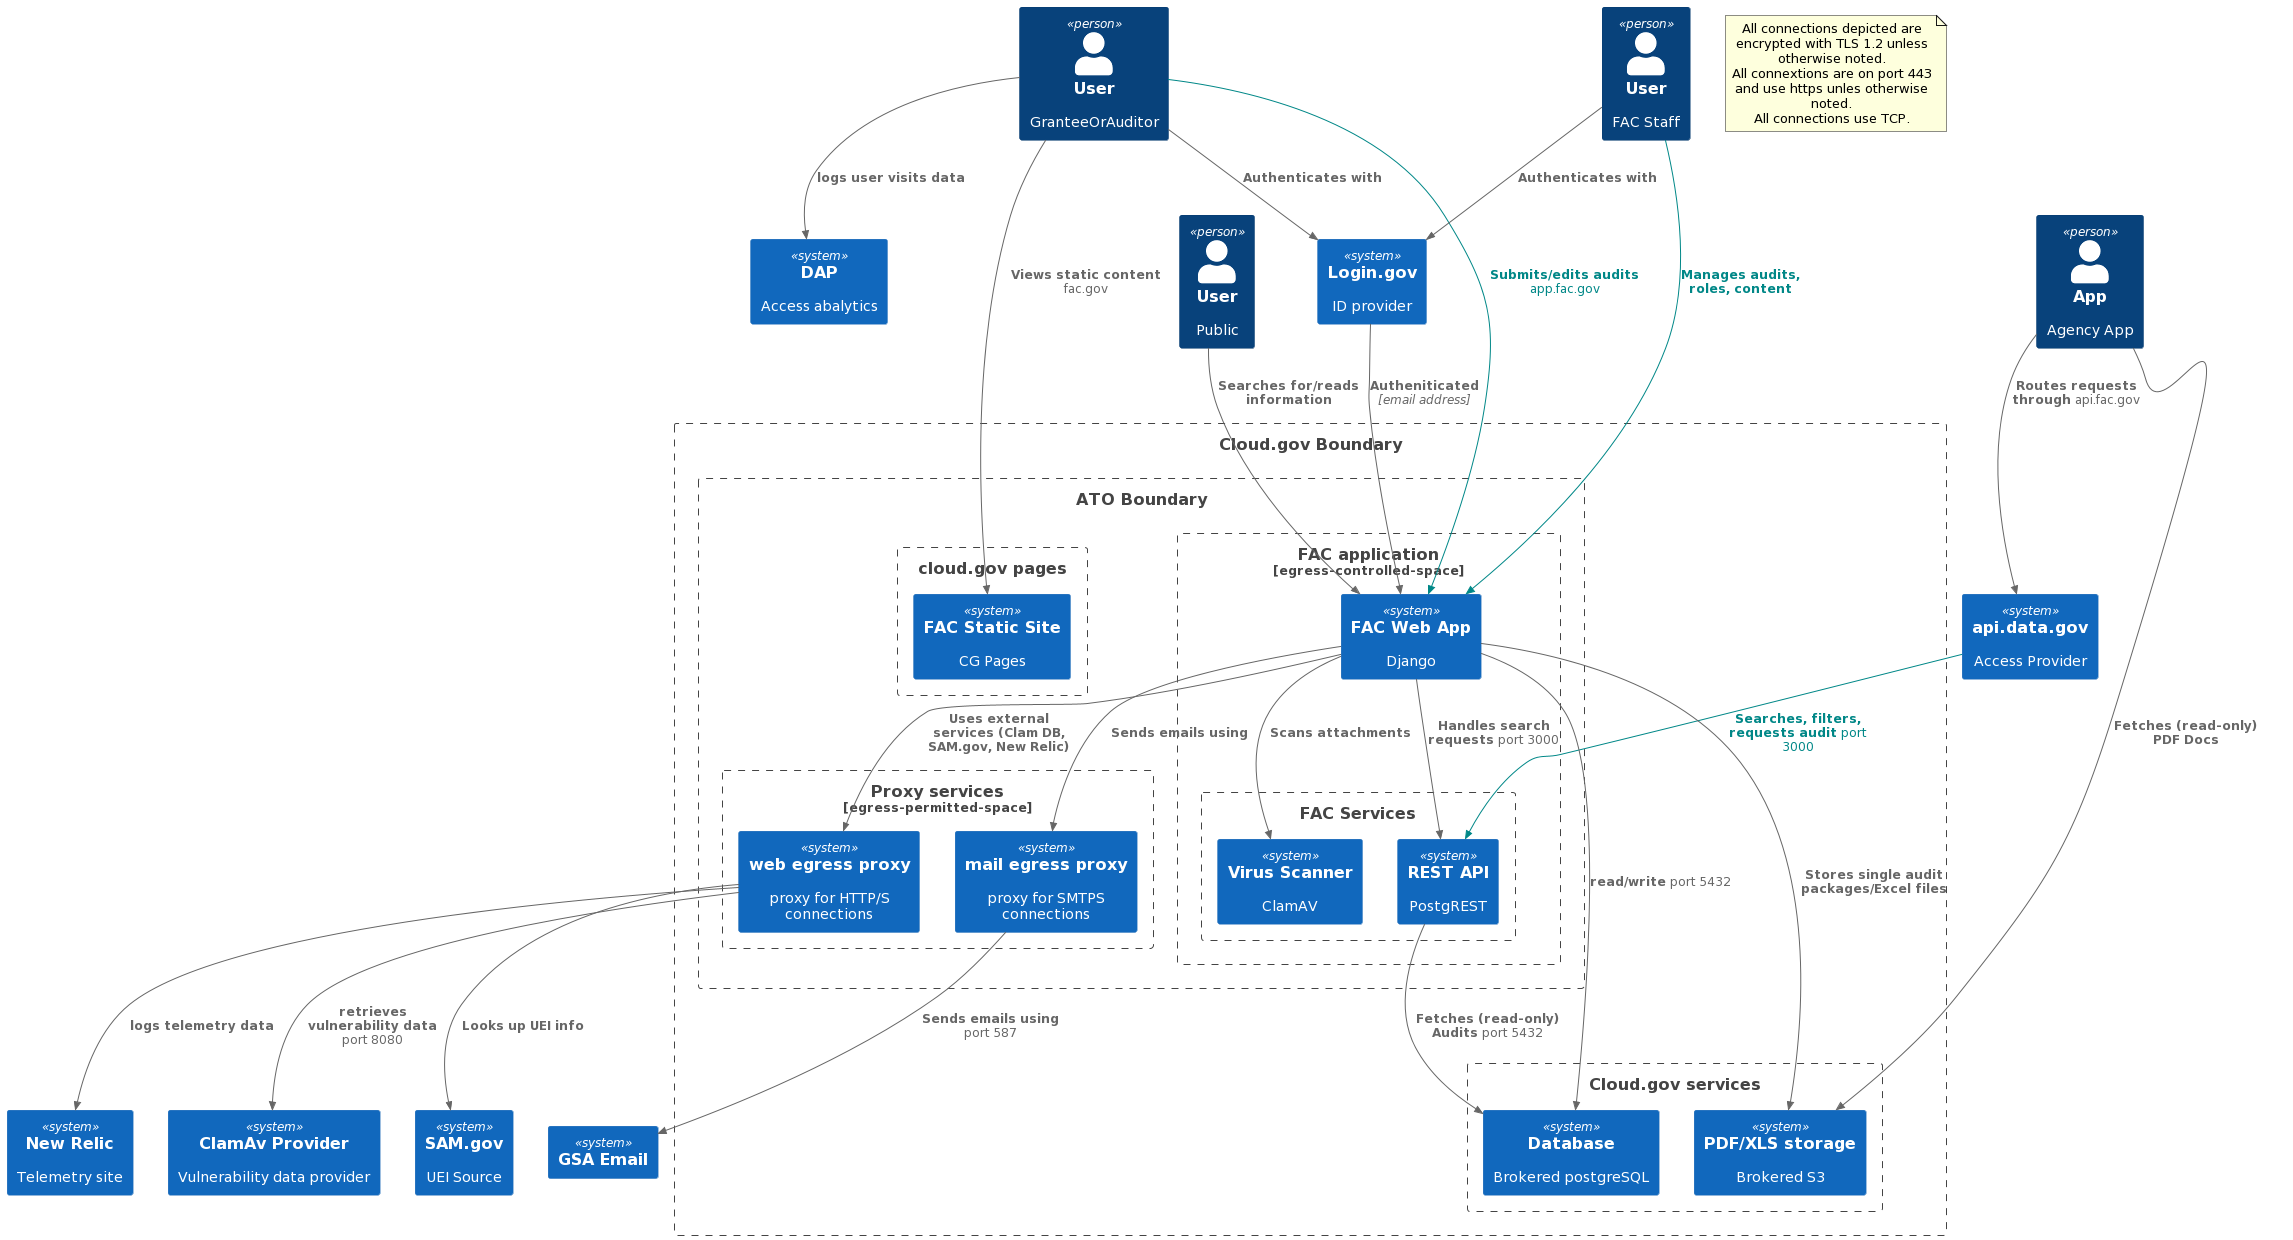 «person»
User
GranteeOrAuditor
«person»
User
FAC Staff
All connections depicted are
encrypted with TLS 1.2 unless
otherwise noted.
All connextions are on port 443
and use https unles otherwise
noted.
All connections use TCP.
logs user visits data
Authenticates with
Authenticates with
«person»
User
Public
«person»
App
Agency App
«system»
DAP
Access abalytics
Views static content
fac.gov
«system»
Login.gov
ID provider
Submits/edits audits
app.fac.gov
Manages audits,
roles, content
Searches for/reads
information
Autheniticated
[email address]
Routes requests
through api.fac.gov
Cloud.gov Boundary
ATO Boundary
cloud.gov pages
FAC application
[egress-controlled-space]
«system»
FAC Static Site
CG Pages
«system»
FAC Web App
Django
«system»
api.data.gov
Access Provider
Uses external
services (Clam DB,
SAM.gov, New Relic)
Sends emails using
Scans attachments
Handles search
requests port 3000
Searches, filters,
requests audit port
3000
Fetches (read-only)
PDF Docs
Proxy services
[egress-permitted-space]
FAC Services
«system»
web egress proxy
proxy for HTTP/S
connections
«system»
mail egress proxy
proxy for SMTPS
connections
«system»
Virus Scanner
ClamAV
«system»
REST API
PostgREST
read/write port 5432
Stores single audit
packages/Excel files
logs telemetry data
retrieves
vulnerability data
port 8080
Looks up UEI info
Sends emails using
port 587
Fetches (read-only)
Audits port 5432
Cloud.gov services
«system»
New Relic
Telemetry site
«system»
ClamAv Provider
Vulnerability data provider
«system»
SAM.gov
UEI Source
«system»
GSA Email
«system»
Database
Brokered postgreSQL
«system»
PDF/XLS storage
Brokered S3